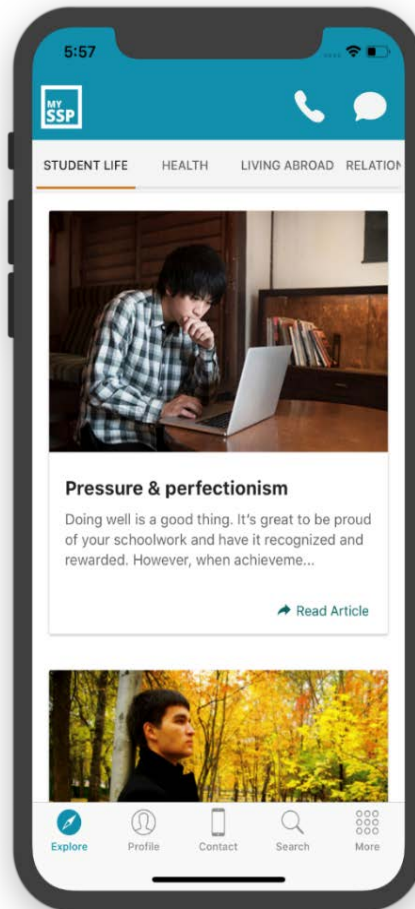 5:57
MY
SSP
STUDENT LIFE HEALTH LIVING ABROAD RELATION
Pressure & perfectionism
Doing well is a good thing. It's great to be proud
of your schoolwork and have it recognized and
rewarded. However, when achieveme...
Read Article
Explore Profile Contact Search More